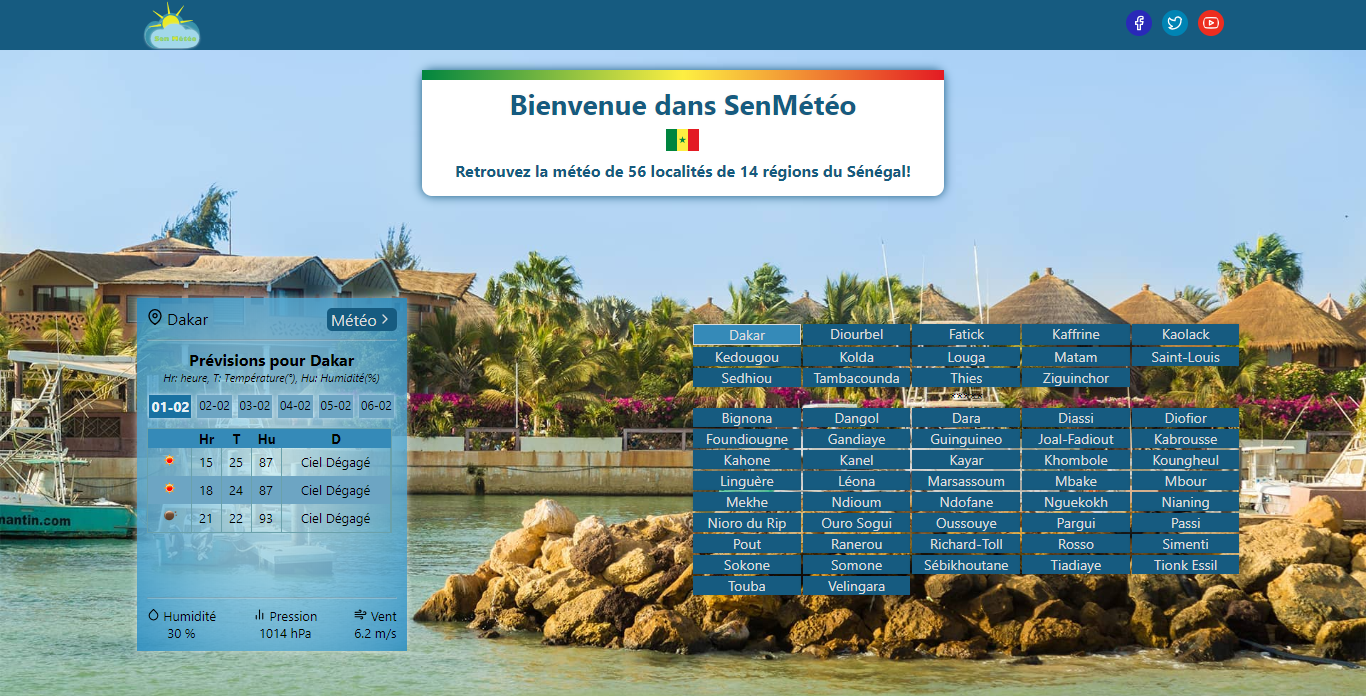 Sen Météo
Bienvenue dans SenMétéo
Retrouvez la météo de 56 localités de 14 régions du Sénégal!
Dakar Météo
Prévisions pour Dakar
Hr: heure, T: Température(°), Hu: Humidité(%)
01-02 02-02 03-02 04-02 05-02 06-02
Hr T Hu D
15 25 87 Ciel Dégagé
18 24 87 Ciel Dégagé
21 22 93 Ciel Dégagé
Humidité Pression Vent
30 % 1014 hPa 6.2 m/s
mantin.com
Dakar Diourbel Fatick Kaffrine Kaolack
Kedougou Kolda Louga Matam Saint-Louis
Sedhiou Tambacounda Thies Ziguinchor
Bignona Dangol Dara Diassi Diofior
Foundiougne Gandiaye Guinguineo Joal-Fadiout Kabrousse
Kahone Kanel Kayar Khombole Koungheul
Linguère Léona Marsassoum Mbake Mbour
Mekhe Ndioum Ndofane Nguekokh Nianing
Nioro du Rip Ouro Sogui Oussouye Pargui Passi
Pout Ranerou Richard-Toll Rosso Simenti
Sokone Somone Sébikhoutane Tiadiaye Tionk Essil
Touba Velingara